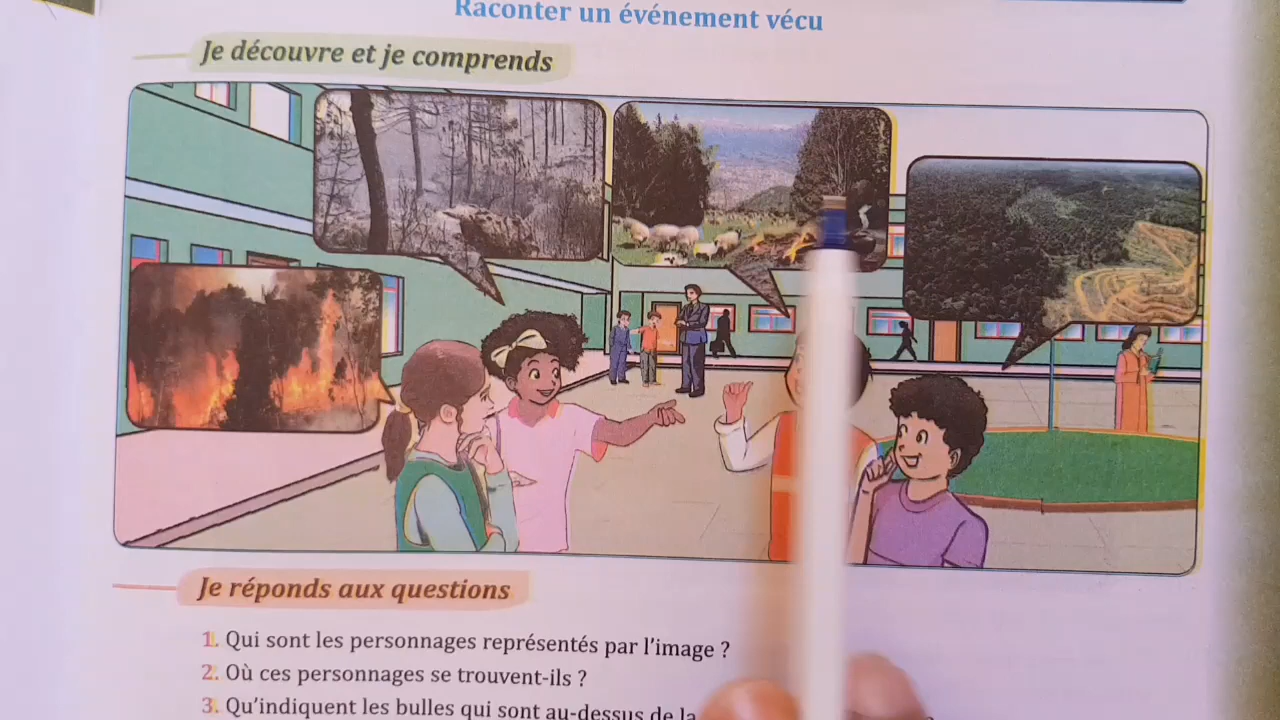 Raconter un événement vécu
Je découvre et je comprends
Je réponds aux questions
1. Qui sont les personnages représentés par l'image ?
2. Où ces personnages se trouvent-ils ?
3. Qu'indiquent les bulles qui sont au-dessus de la